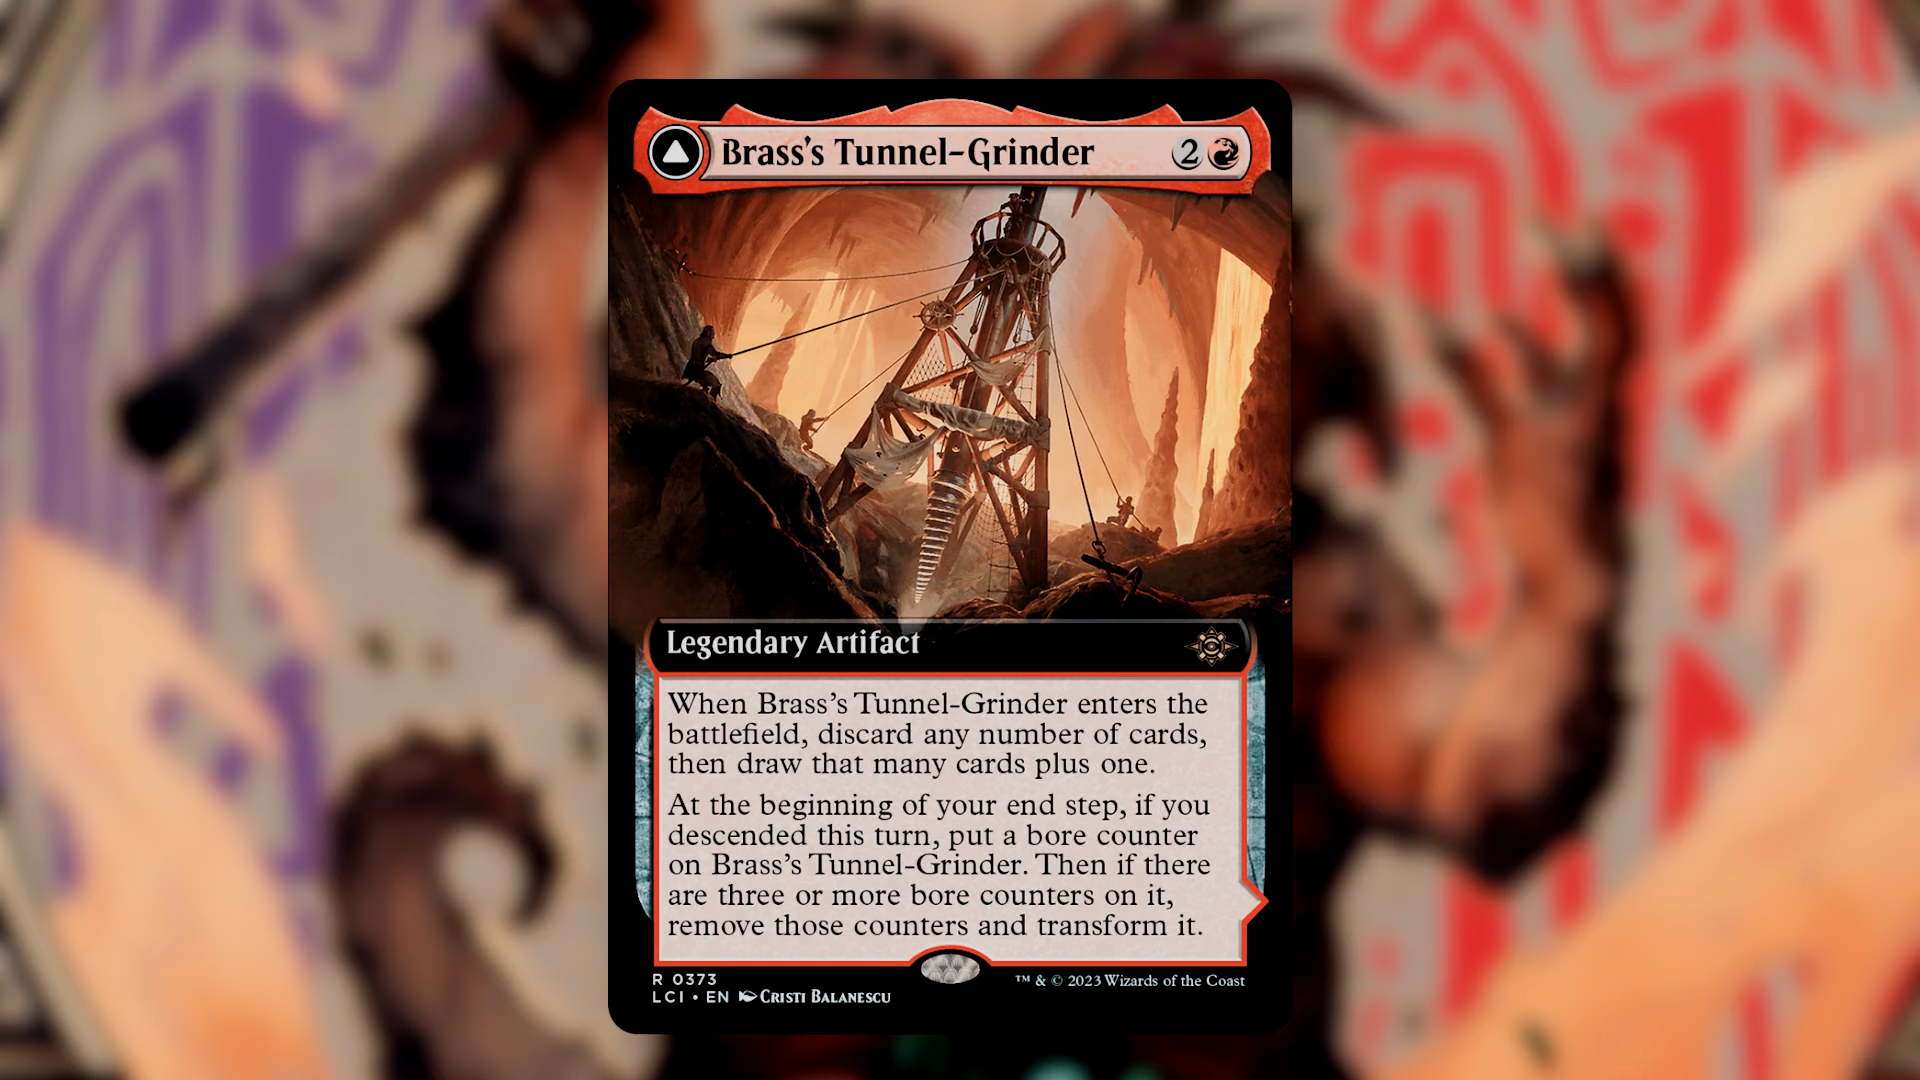 Brass's Tunnel-Grinder 2
Legendary Artifact
When Brass's Tunnel-Grinder enters the
battlefield, discard any number of cards,
then draw that many cards plus one.
At the beginning of your end step, if you
descended this turn, put a bore counter
on Brass's Tunnel-Grinder. Then if there
are three or more bore counters on it,
remove those counters and transform it.
R 0373
LCI • EN Cristi Balanescu
™ & © 2023 Wizards of the Coast